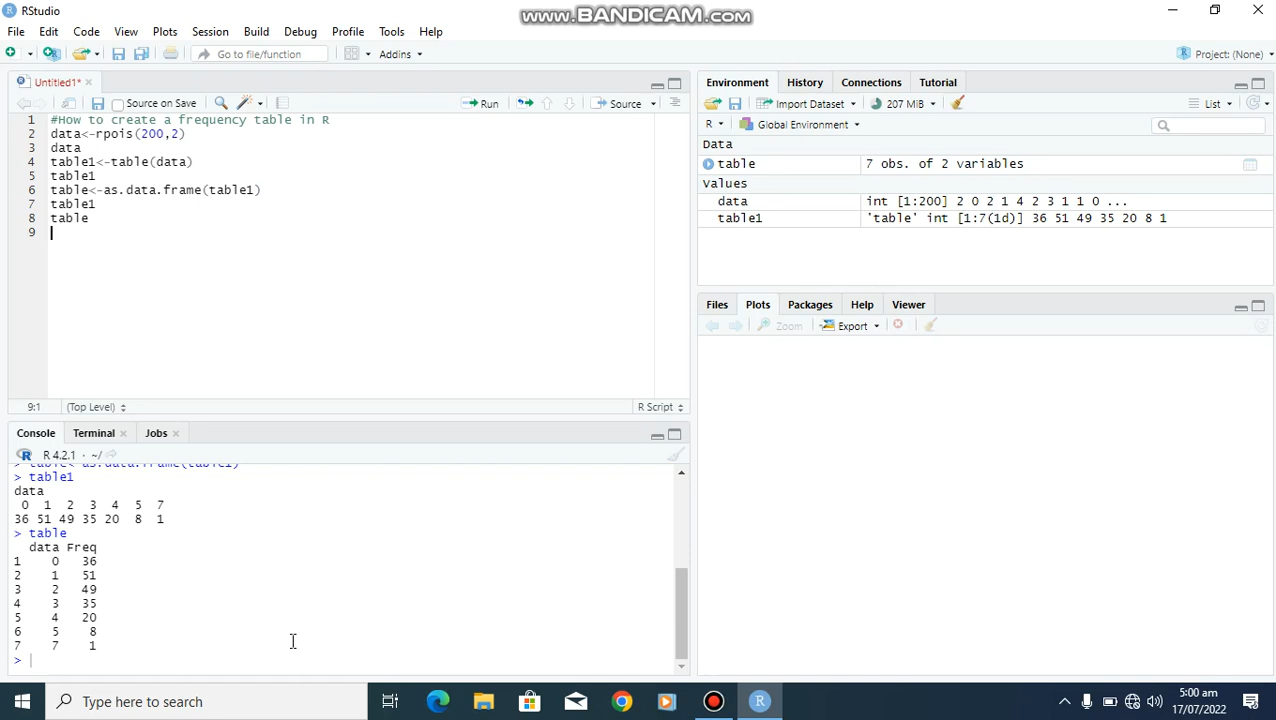 RStudio
www.BANDICAM.com
File Edit Code View Plots Session Build Debug Profile Tools Help
Go to file/function Addins Project: (None)
Untitled1*
Source on Save Run Source
1 #How to create a frequency table in R
2 data<-rpois(200,2)
3 data
4 table1<-table(data)
5 table1
6 table<-as.data.frame(table1)
7 table1
8 table
9
9:1 (Top Level) R Script
Console Terminal Jobs
R 4.2.1 · ~/
> table<-as.data.frame(table1)
> table1
data
0 1 2 3 4 5 7
36 51 49 35 20 8 1
> table
data Freq
1 0 36
2 1 51
3 2 49
4 3 35
5 4 20
6 5 8
7 7 1
>
Environment History Connections Tutorial
Import Dataset 207 MiB List
R Global Environment
Data
table 7 obs. of 2 variables
Values
data int [1:200] 2 0 2 1 4 2 3 1 1 0 ...
table1 'table' int [1:7(1d)] 36 51 49 35 20 8 1
Files Plots Packages Help Viewer
Zoom Export
Type here to search
5:00 am
17/07/2022